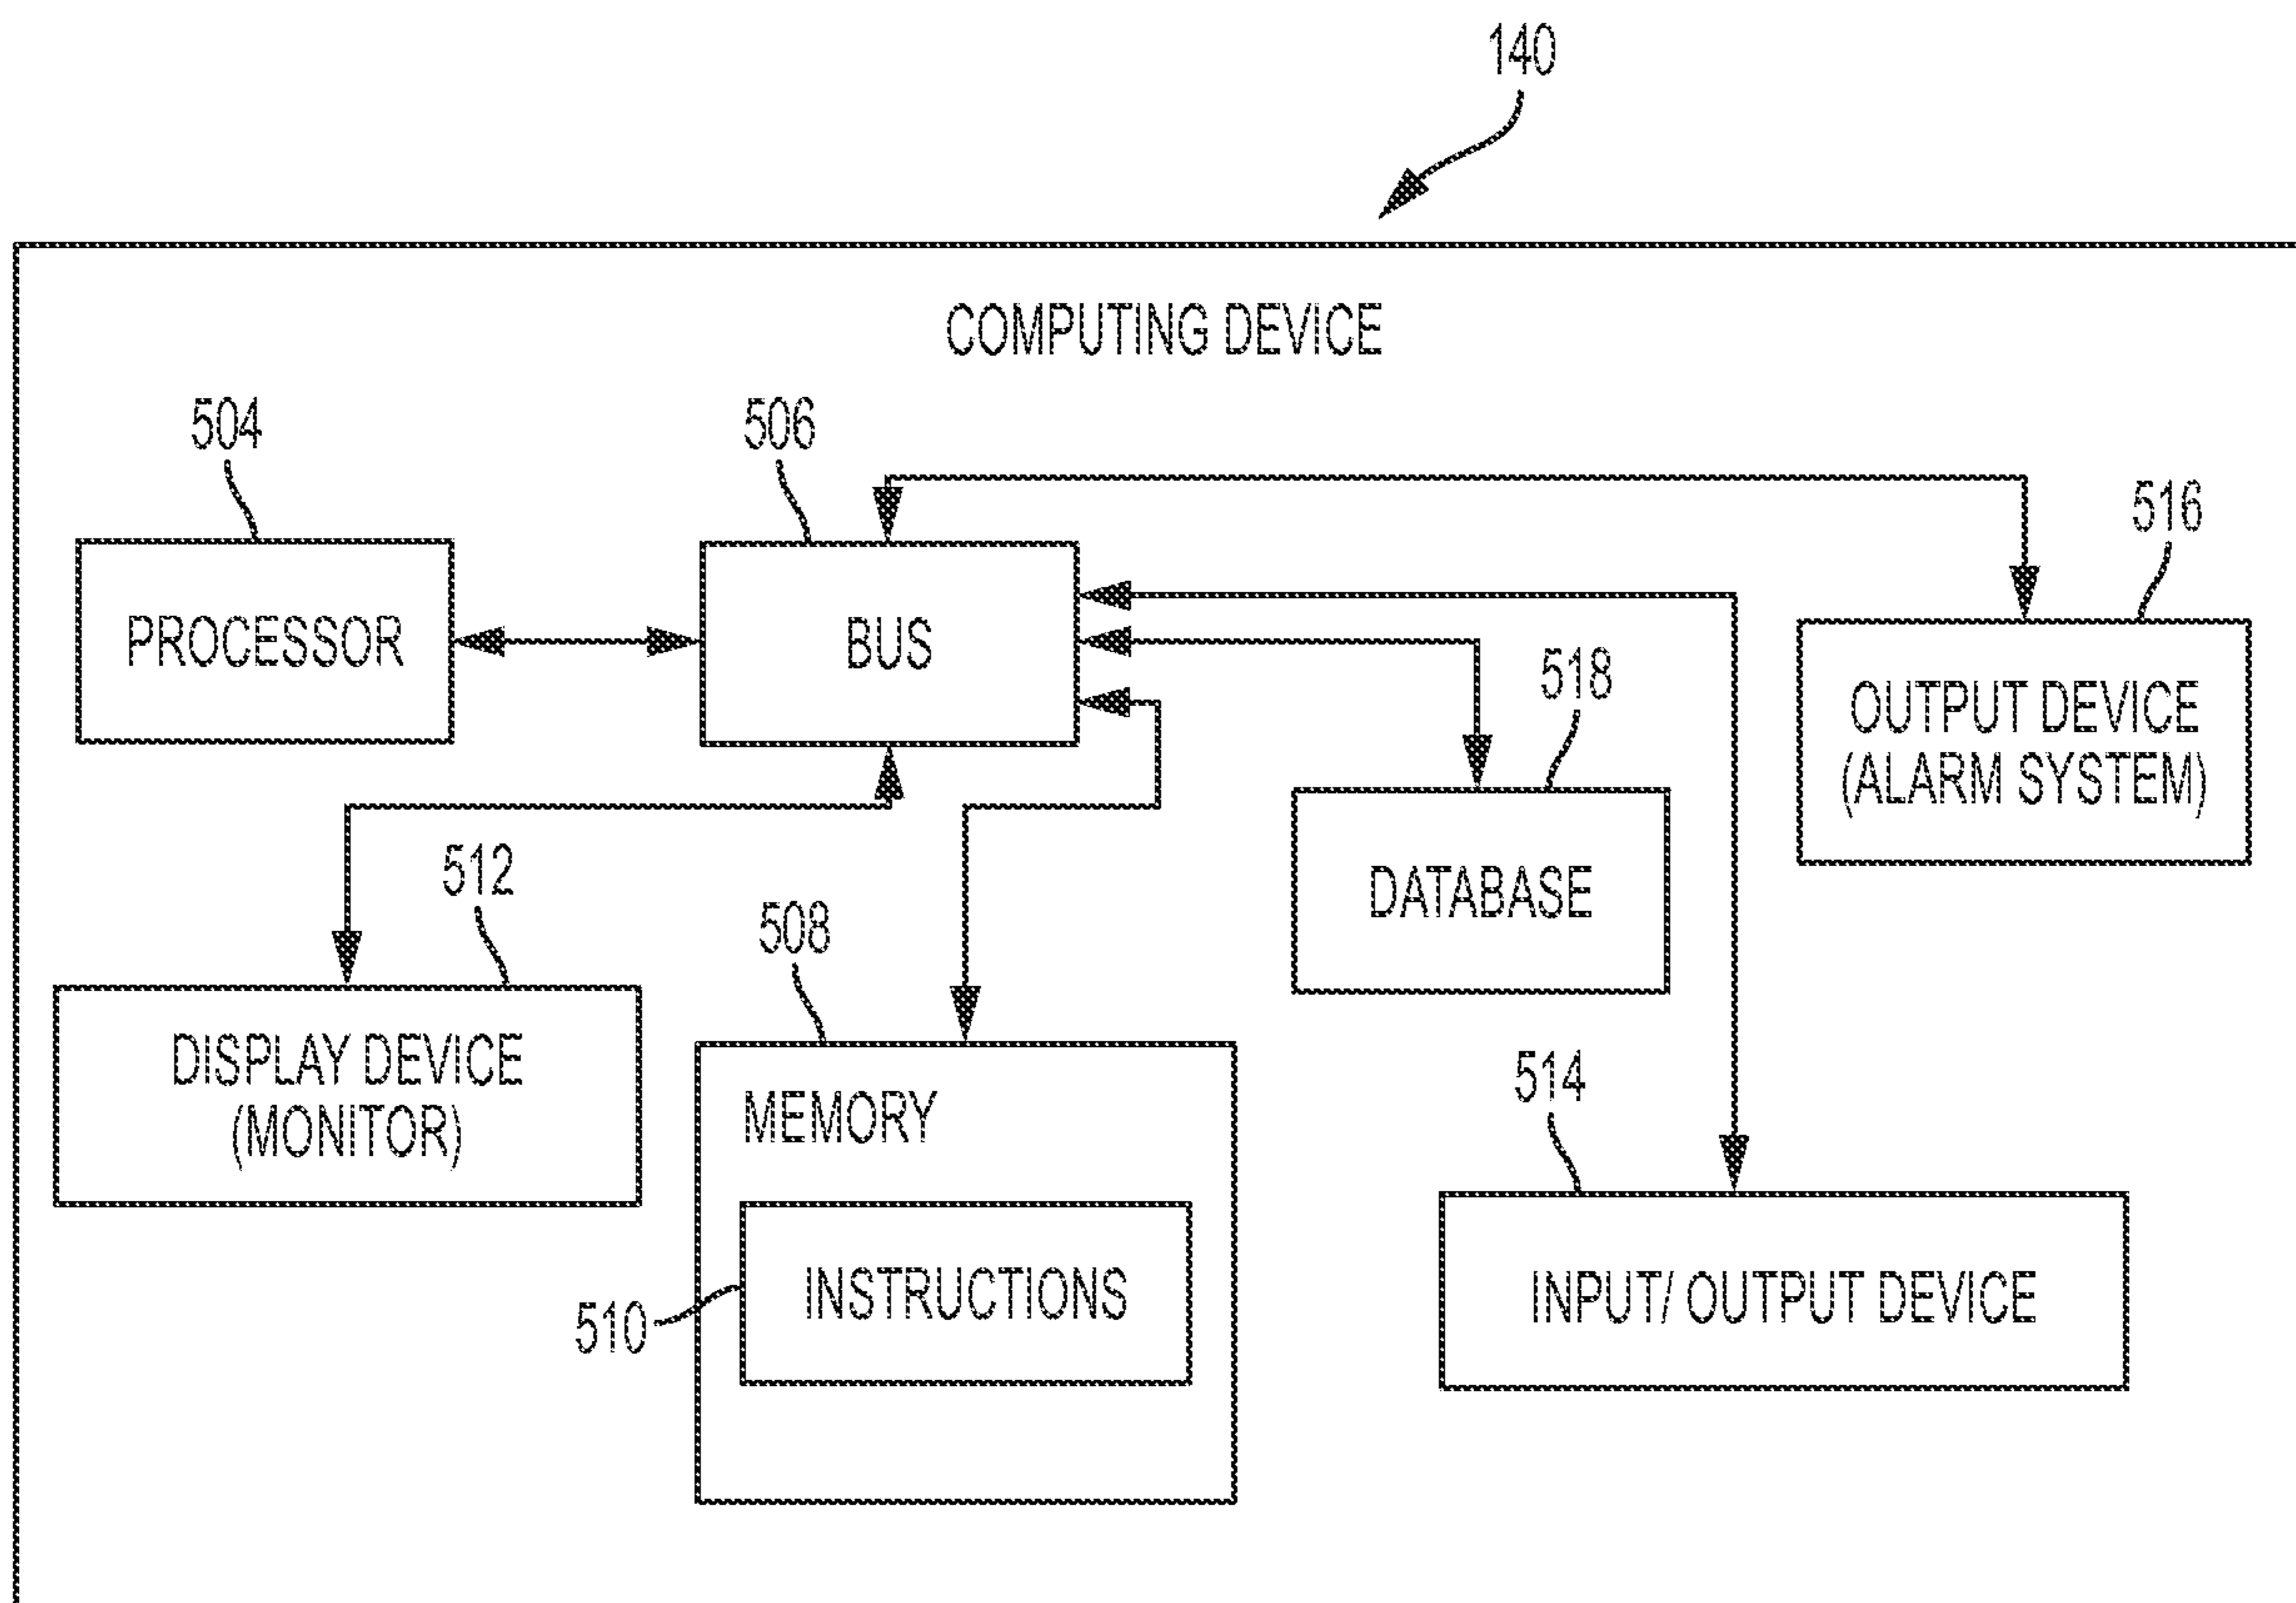 140
COMPUTING DEVICE
504
506
516
PROCESSOR
BUS
518
OUTPUT DEVICE
(ALARM SYSTEM)
512
508
DATABASE
DISPLAY DEVICE
(MONITOR)
MEMORY
514
510
INSTRUCTIONS
INPUT/ OUTPUT DEVICE